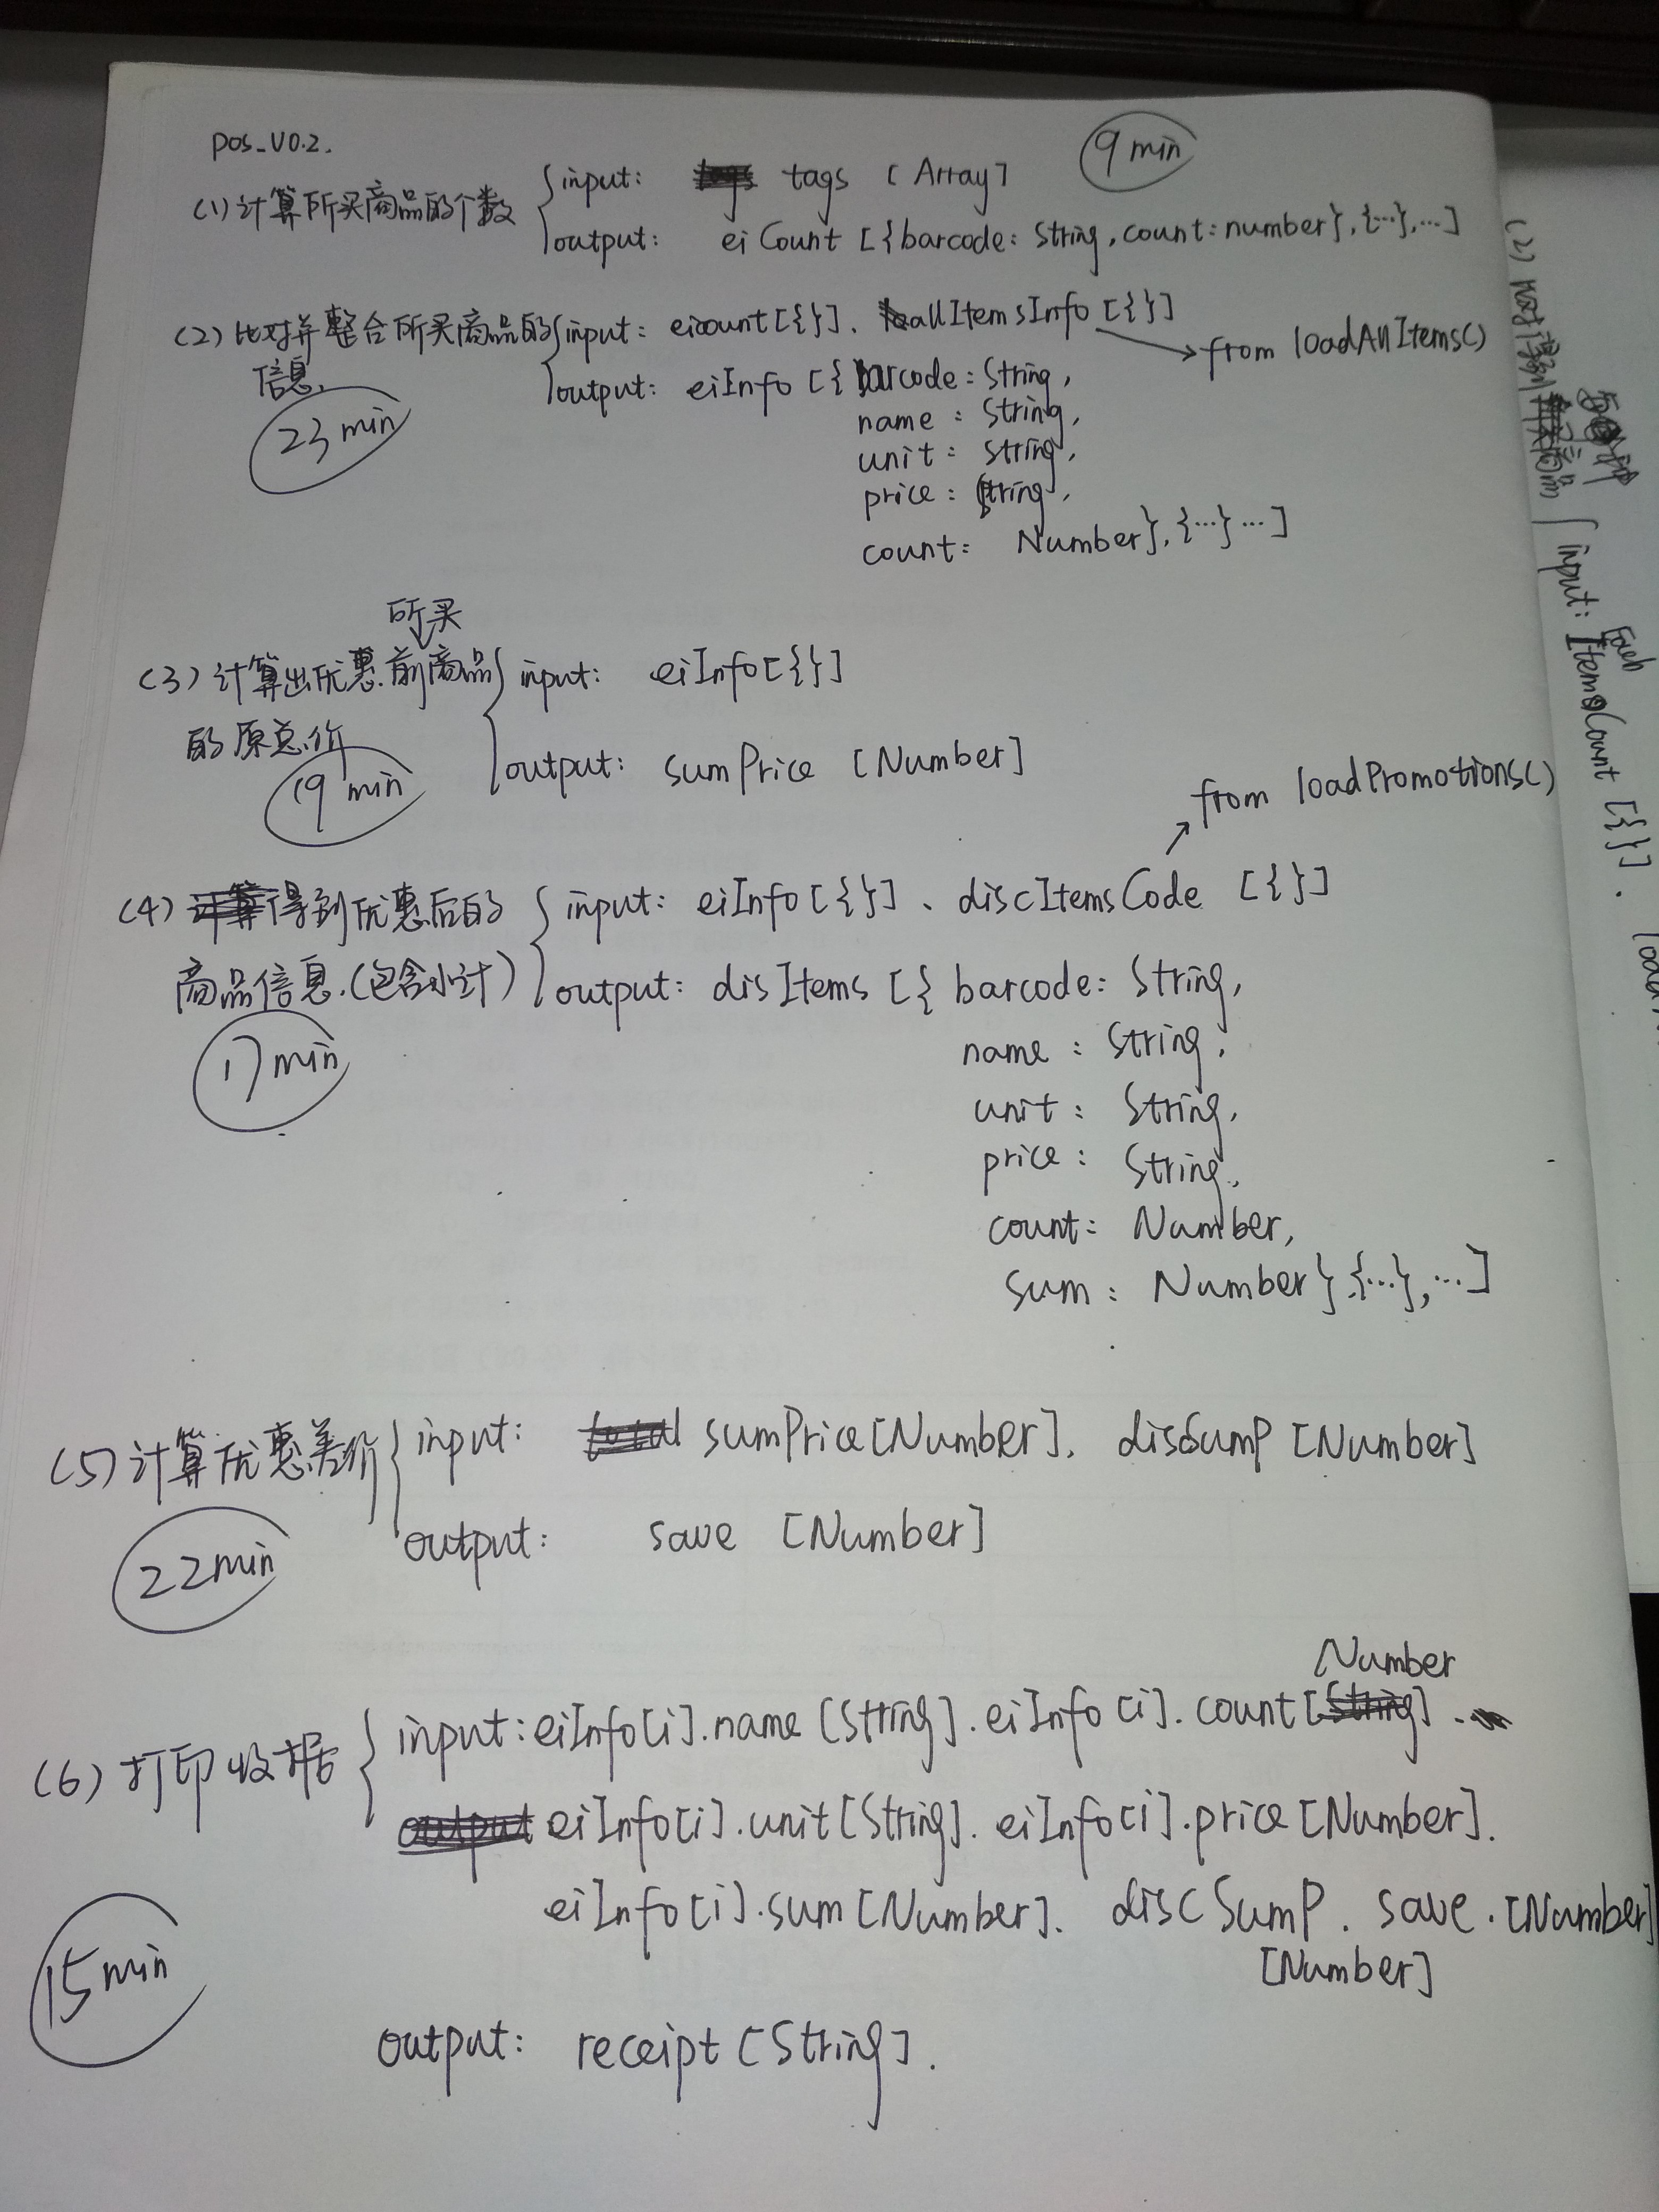 pos_v0.2.
9 min
(1) 计算所买商品的个数 { input: tags [Array]
output: eiCount [{barcode: String, count: number}, {…}, …]
(2) 比对并整合所买商品的 { input: eicount [{}]、allItemsInfo [{}]
→ from loadAllItems()
信息. output: eiInfo [{ barcode: String,
name: String,
23 min
unit: String,
price: String,
count: Number}, {…} …]
所买
(3) 计算出优惠前商品 { input: eiInfo [{}]
的原总价
output: sumPrice [Number]
19 min
from loadPromotions()
(4) 得到优惠后的 { input: eiInfo [{}]、discItemsCode [{}]
商品信息.(包含小计) output: disItems [{ barcode: String,
name: String,
17 min
unit: String,
price: String,
count: Number,
sum: Number}, {…}, …]
(5) 计算优惠差价 { input: sumPrice [Number]. disSumP [Number]
output: save [Number]
22 min
Number
(6) 打印收据 { input: eiInfo[i].name [String]. eiInfo[i].count [ ].
eiInfo[i].unit [String]. eiInfo[i].price [Number].
eiInfo[i].sum [Number]. discSumP. save. [Number]
[Number]
15 min
output: receipt [String].
(2)
input: Each
ItemCount [{}].